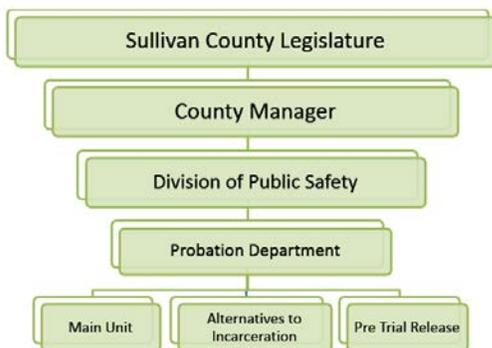 Sullivan County Legislature
County Manager
Division of Public Safety
Probation Department
Main Unit
Alternatives to
Incarceration
Pre Trial Release